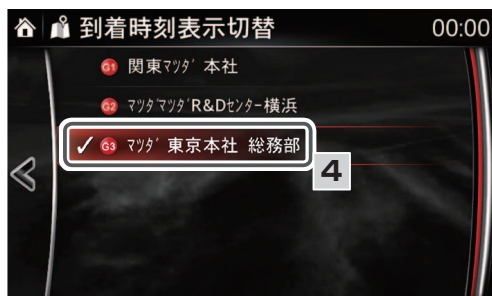 到着時刻表示切替 00:00
G1 関東ﾏﾂﾀﾞ 本社
G2 ﾏﾂﾀﾞﾏﾂﾀﾞR&Dｾﾝﾀｰ横浜
✓ G3 ﾏﾂﾀﾞ 東京本社 総務部
4